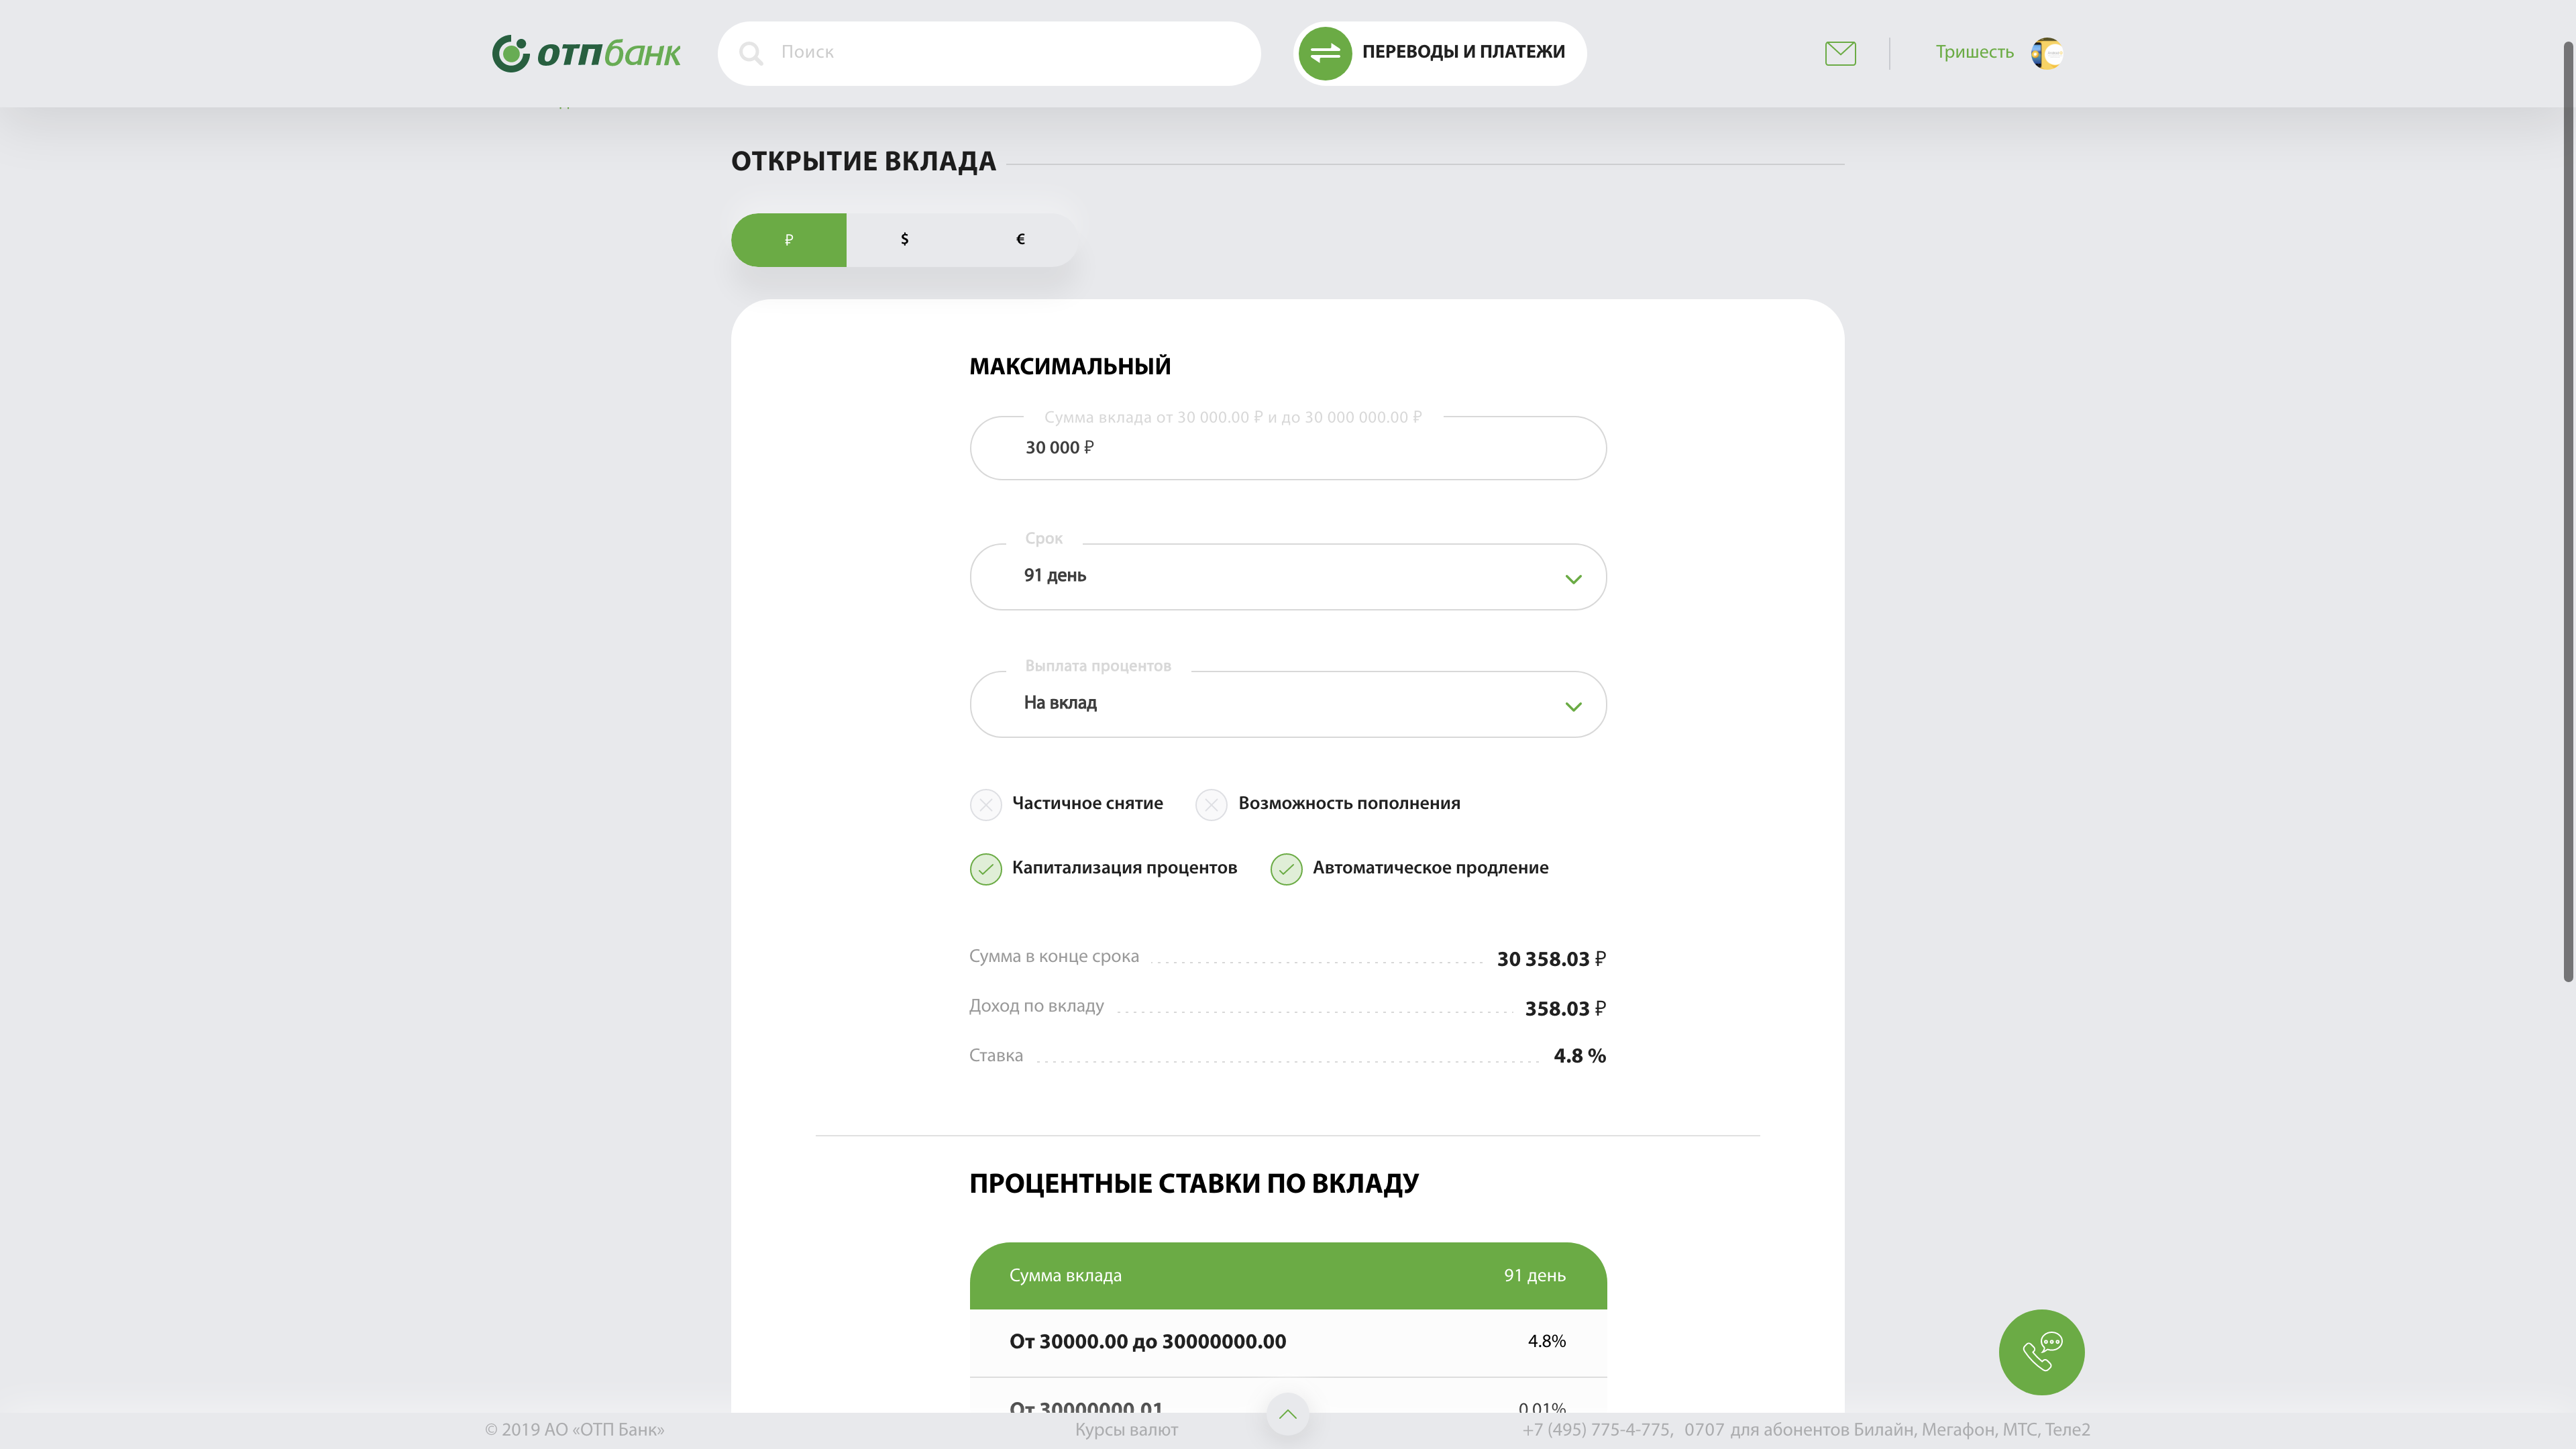 отпбанк
Поиск
ПЕРЕВОДЫ И ПЛАТЕЖИ
Тришесть
ОТКРЫТИЕ ВКЛАДА
₽ $ €
МАКСИМАЛЬНЫЙ
Сумма вклада от 30 000.00 ₽ и до 30 000 000.00 ₽
30 000 ₽
Срок
91 день
Выплата процентов
На вклад
Частичное снятие Возможность пополнения
Капитализация процентов Автоматическое продление
Сумма в конце срока 30 358.03 ₽
Доход по вкладу 358.03 ₽
Ставка 4.8 %
ПРОЦЕНТНЫЕ СТАВКИ ПО ВКЛАДУ
Сумма вклада 91 день
От 30000.00 до 30000000.00 4.8%
От 30000000.01 0.01%
© 2019 АО «ОТП Банк» Курсы валют +7 (495) 775-4-775, 0707 для абонентов Билайн, Мегафон, МТС, Теле2